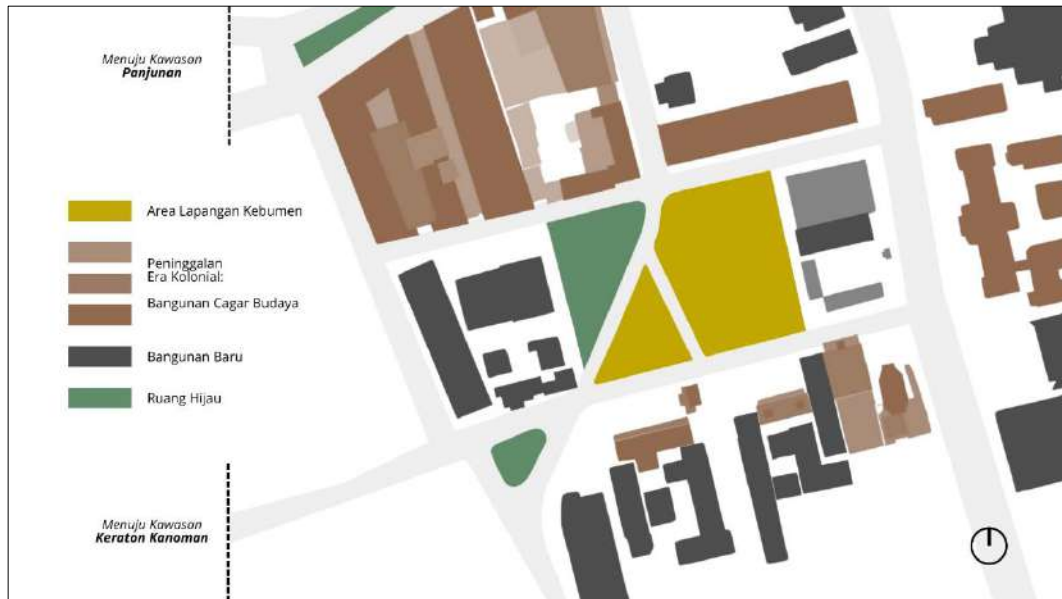 Menuju Kawasan
Panjunan
Area Lapangan Kebumen
Peninggalan
Era Kolonial:
Bangunan Cagar Budaya
Bangunan Baru
Ruang Hijau
Menuju Kawasan
Keraton Kanoman